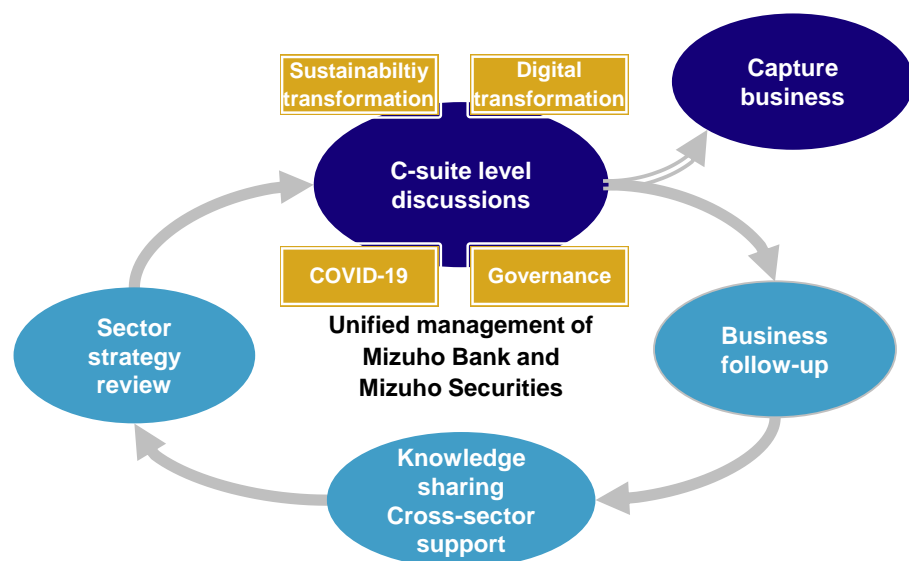 Sustainabiltiy
transformation
Digital
transformation
Capture
business
C-suite level
discussions
COVID-19
Governance
Unified management of
Mizuho Bank and
Mizuho Securities
Sector
strategy
review
Business
follow-up
Knowledge
sharing
Cross-sector
support